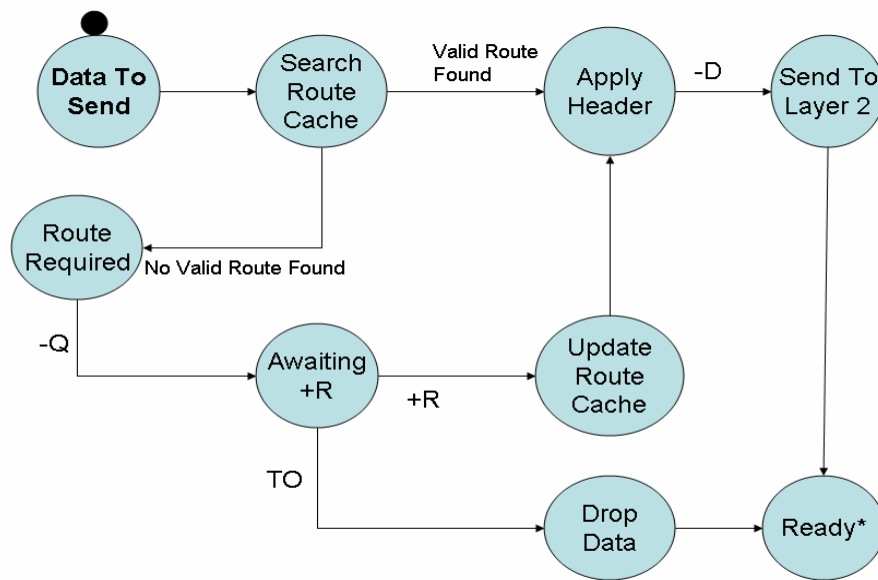 Data To
Send
Search
Route
Cache
Valid Route
Found
Apply
Header
-D
Send To
Layer 2
Route
Required
No Valid Route Found
-Q
Awaiting
+R
+R
Update
Route
Cache
TO
Drop
Data
Ready*